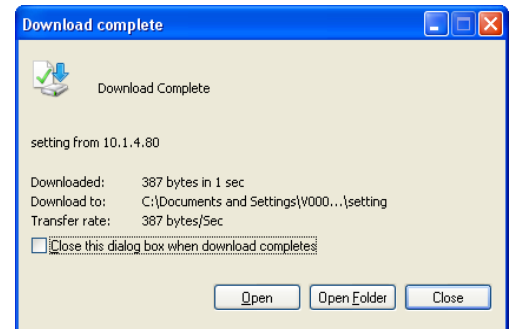 Download complete
Download Complete
setting from 10.1.4.80
Downloaded: 387 bytes in 1 sec
Download to: C:\Documents and Settings\V000...\setting
Transfer rate: 387 bytes/Sec
Close this dialog box when download completes
Open Open Folder Close